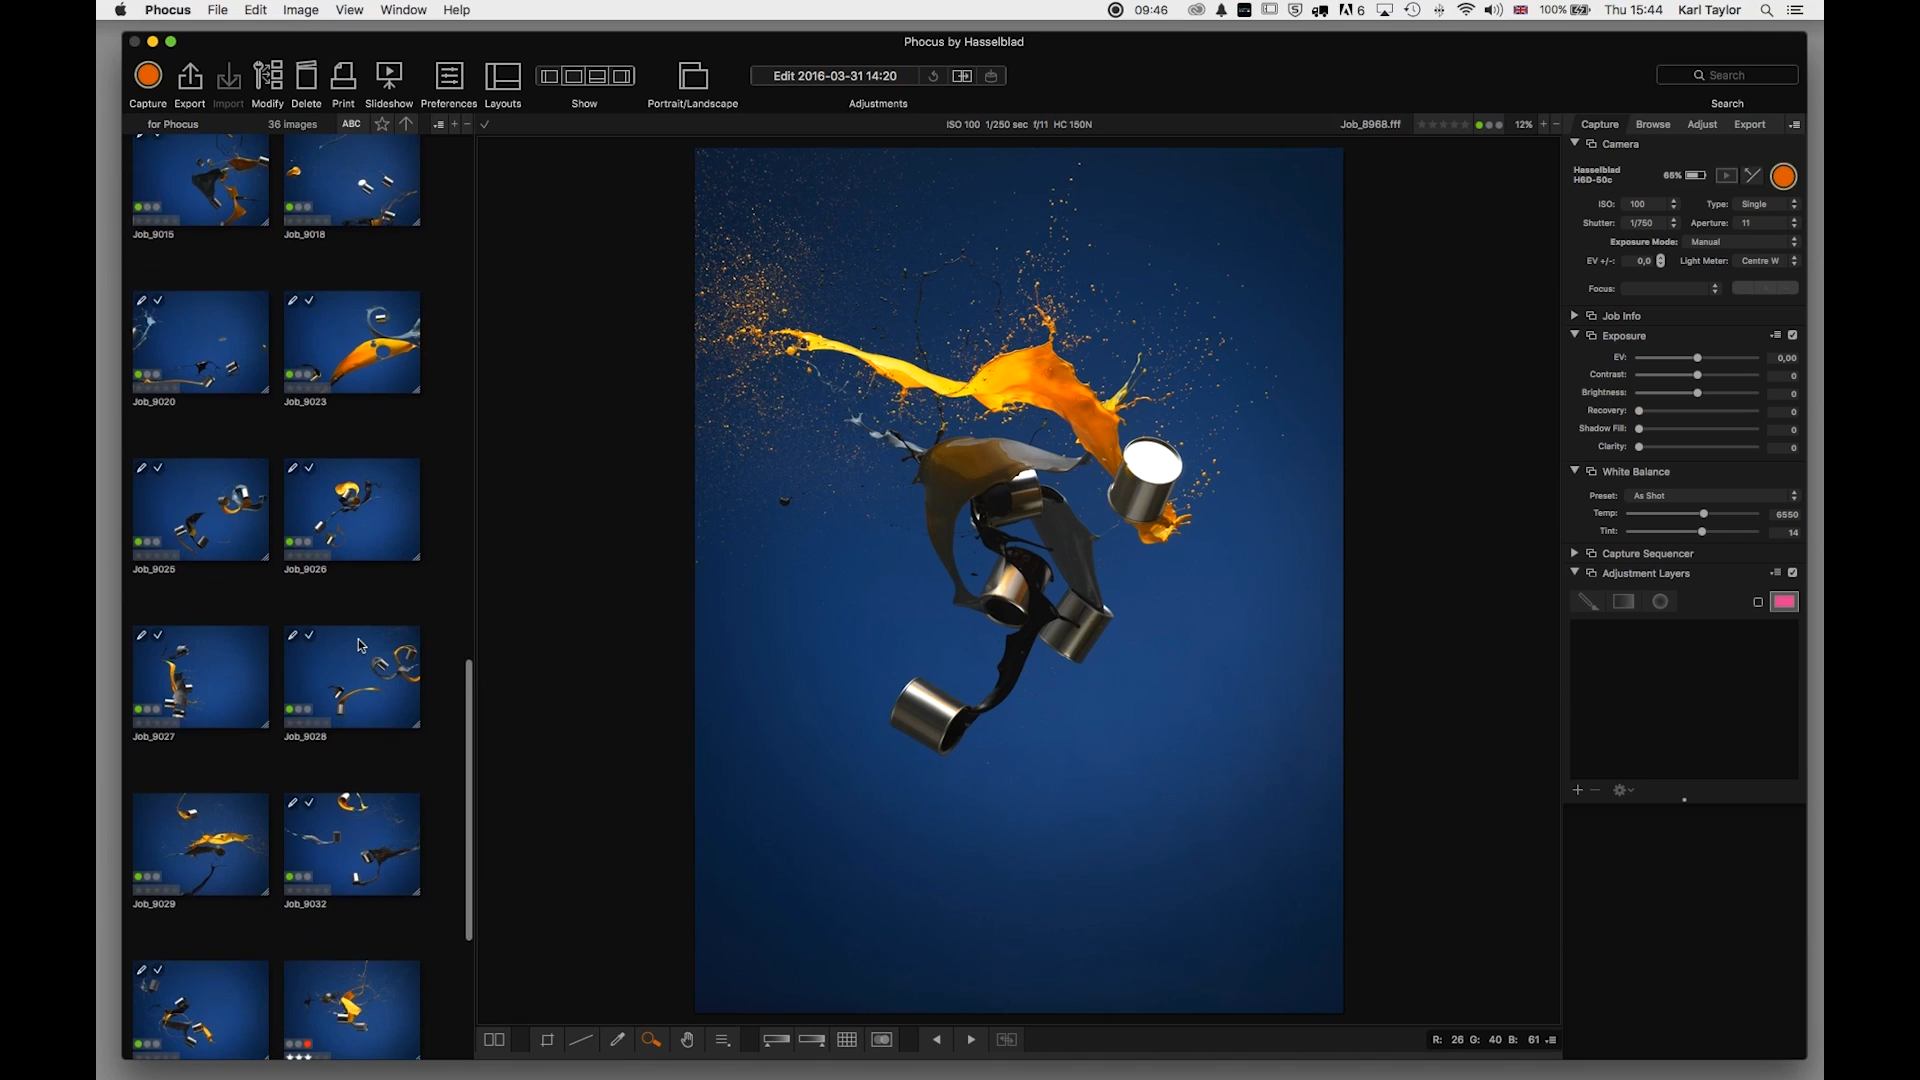 Phocus File Edit Image View Window Help
09:46 6 100% Thu 15:44 Karl Taylor
Phocus by Hasselblad
Edit 2016-03-31 14:20
Search
Capture Export Import Modify Delete Print Slideshow Preferences Layouts Show Portrait/Landscape Adjustments Search
for Phocus 36 images ABC
ISO 100 1/250 sec f/11 HC 150N
Job_8968.fff 12%
Capture Browse Adjust Export
Job_9015 Job_9018
Job_9020 Job_9023
Job_9025 Job_9026
Job_9027 Job_9028
Job_9029 Job_9032
Camera
Hasselblad
H6D-50c
65%
ISO: 100 Type: Single
Shutter: 1/750 Aperture: 11
Exposure Mode: Manual
EV +/-: 0,0 Light Meter: Centre W
Focus:
Job Info
Exposure
EV: 0,00
Contrast: 0
Brightness: 0
Recovery: 0
Shadow Fill: 0
Clarity: 0
White Balance
Preset: As Shot
Temp: 6550
Tint: 14
Capture Sequencer
Adjustment Layers
R: 26 G: 40 B: 61